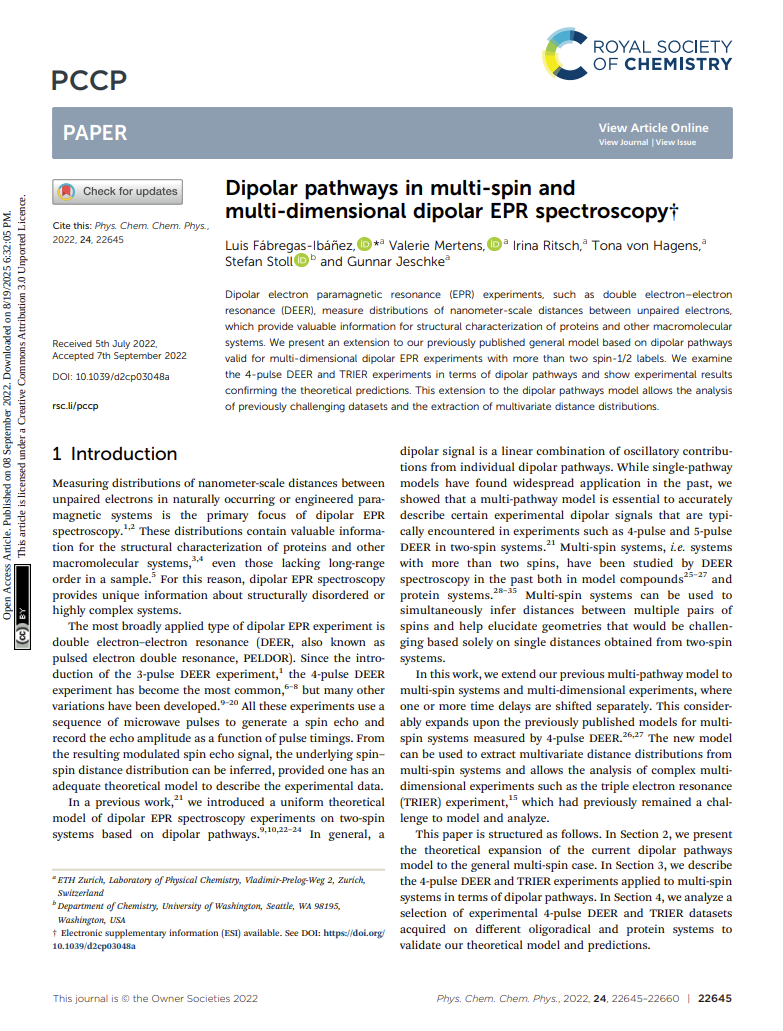 ROYAL SOCIETY
OF CHEMISTRY
PCCP
PAPER
View Article Online
View Journal | View Issue
Check for updates
Cite this: Phys. Chem. Chem. Phys.,
2022, 24, 22645
Received 5th July 2022,
Accepted 7th September 2022
DOI: 10.1039/d2cp03048a
rsc.li/pccp
Dipolar pathways in multi-spin and
multi-dimensional dipolar EPR spectroscopy†
Luis Fábregas-Ibáñez, iD *a Valerie Mertens, iD a Irina Ritsch,a Tona von Hagens,a
Stefan Stoll iD b and Gunnar Jeschkea
Dipolar electron paramagnetic resonance (EPR) experiments, such as double electron–electron
resonance (DEER), measure distributions of nanometer-scale distances between unpaired electrons,
which provide valuable information for structural characterization of proteins and other macromolecular
systems. We present an extension to our previously published general model based on dipolar pathways
valid for multi-dimensional dipolar EPR experiments with more than two spin-1/2 labels. We examine
the 4-pulse DEER and TRIER experiments in terms of dipolar pathways and show experimental results
confirming the theoretical predictions. This extension to the dipolar pathways model allows the analysis
of previously challenging datasets and the extraction of multivariate distance distributions.
1 Introduction
Measuring distributions of nanometer-scale distances between
unpaired electrons in naturally occurring or engineered para-
magnetic systems is the primary focus of dipolar EPR
spectroscopy.1,2 These distributions contain valuable informa-
tion for the structural characterization of proteins and other
macromolecular systems,3,4 even those lacking long-range
order in a sample.5 For this reason, dipolar EPR spectroscopy
provides unique information about structurally disordered or
highly complex systems.
The most broadly applied type of dipolar EPR experiment is
double electron–electron resonance (DEER, also known as
pulsed electron double resonance, PELDOR). Since the intro-
duction of the 3-pulse DEER experiment,1 the 4-pulse DEER
experiment has become the most common,6–8 but many other
variations have been developed.9–20 All these experiments use a
sequence of microwave pulses to generate a spin echo and
record the echo amplitude as a function of pulse timings. From
the resulting modulated spin echo signal, the underlying spin–
spin distance distribution can be inferred, provided one has an
adequate theoretical model to describe the experimental data.
In a previous work,21 we introduced a uniform theoretical
model of dipolar EPR spectroscopy experiments on two-spin
systems based on dipolar pathways.9,10,22–24 In general, a
dipolar signal is a linear combination of oscillatory contribu-
tions from individual dipolar pathways. While single-pathway
models have found widespread application in the past, we
showed that a multi-pathway model is essential to accurately
describe certain experimental dipolar signals that are typi-
cally encountered in experiments such as 4-pulse and 5-pulse
DEER in two-spin systems.21 Multi-spin systems, i.e. systems
with more than two spins, have been studied by DEER
spectroscopy in the past both in model compounds25–27 and
protein systems.28–35 Multi-spin systems can be used to
simultaneously infer distances between multiple pairs of
spins and help elucidate geometries that would be challen-
ging based solely on single distances obtained from two-spin
systems.
In this work, we extend our previous multi-pathway model to
multi-spin systems and multi-dimensional experiments, where
one or more time delays are shifted separately. This consider-
ably expands upon the previously published models for multi-
spin systems measured by 4-pulse DEER.26,27 The new model
can be used to extract multivariate distance distributions from
multi-spin systems and allows the analysis of complex multi-
dimensional experiments such as the triple electron resonance
(TRIER) experiment,15 which had previously remained a chal-
lenge to model and analyze.
This paper is structured as follows. In Section 2, we present
the theoretical expansion of the current dipolar pathways
model to the general multi-spin case. In Section 3, we describe
the 4-pulse DEER and TRIER experiments applied to multi-spin
systems in terms of dipolar pathways. In Section 4, we analyze a
selection of experimental 4-pulse DEER and TRIER datasets
acquired on different oligoradical and protein systems to
validate our theoretical model and predictions.
a ETH Zurich, Laboratory of Physical Chemistry, Vladimir-Prelog-Weg 2, Zurich,
Switzerland
b Department of Chemistry, University of Washington, Seattle, WA 98195,
Washington, USA
† Electronic supplementary information (ESI) available. See DOI: https://doi.org/
10.1039/d2cp03048a
This journal is © the Owner Societies 2022
Phys. Chem. Chem. Phys., 2022, 24, 22645–22660 | 22645
Open Access Article. Published on 08 September 2022. Downloaded on 8/19/2025 6:32:05 PM.
This article is licensed under a Creative Commons Attribution 3.0 Unported Licence.
cc BY